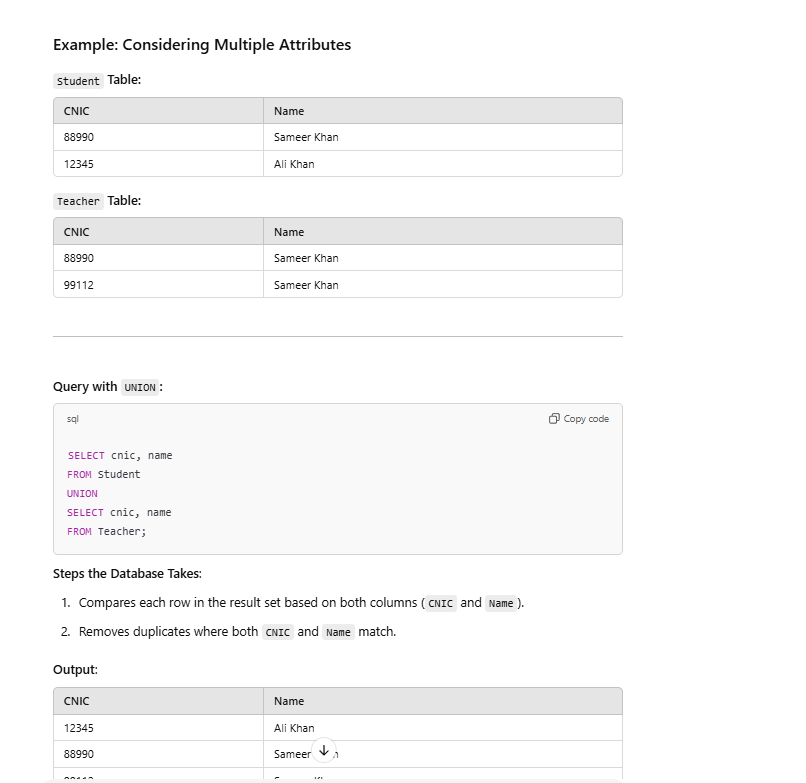 Example: Considering Multiple Attributes
Student Table:
CNIC Name
88990 Sameer Khan
12345 Ali Khan
Teacher Table:
CNIC Name
88990 Sameer Khan
99112 Sameer Khan
Query with UNION:
sql Copy code
SELECT cnic, name
FROM Student
UNION
SELECT cnic, name
FROM Teacher;
Steps the Database Takes:
1. Compares each row in the result set based on both columns ( CNIC and Name ).
2. Removes duplicates where both CNIC and Name match.
Output:
CNIC Name
12345 Ali Khan
88990 Sameer